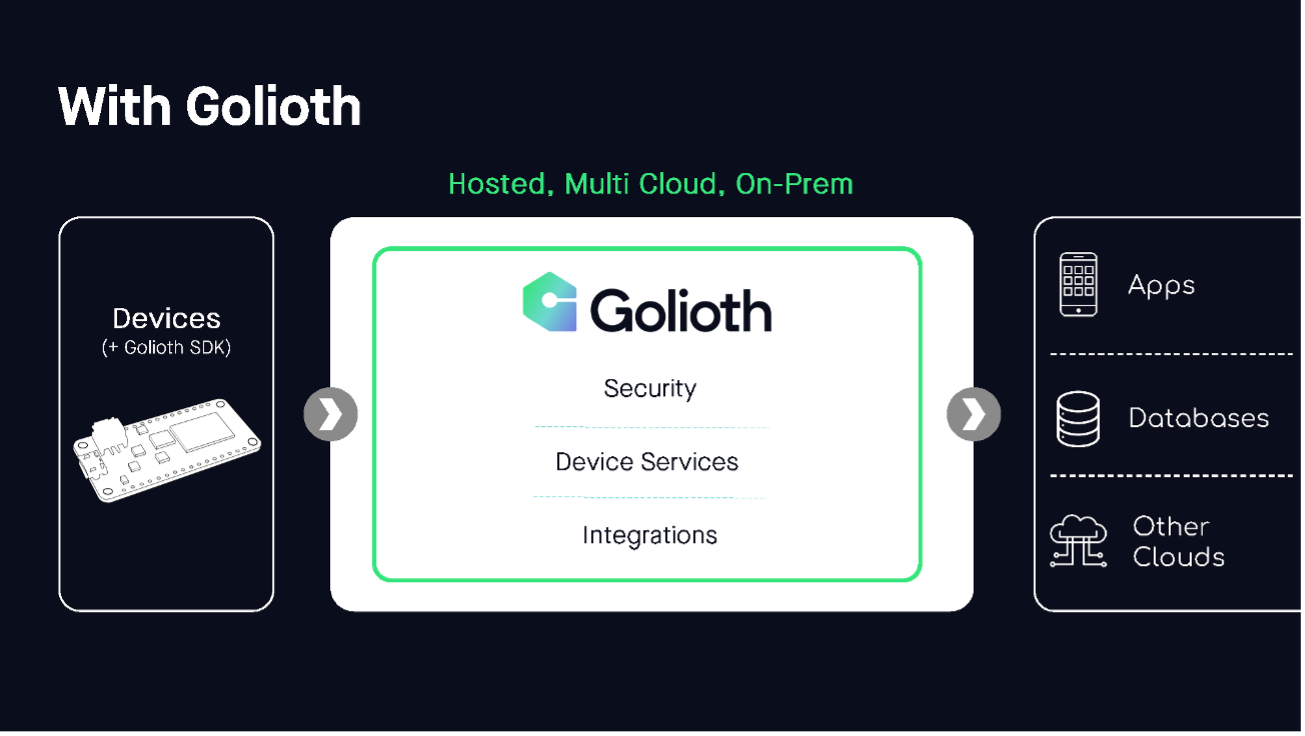 With Golioth
Hosted, Multi Cloud, On-Prem
Devices
(+ Golioth SDK)
Golioth
Security
Device Services
Integrations
Apps
Databases
Other
Clouds